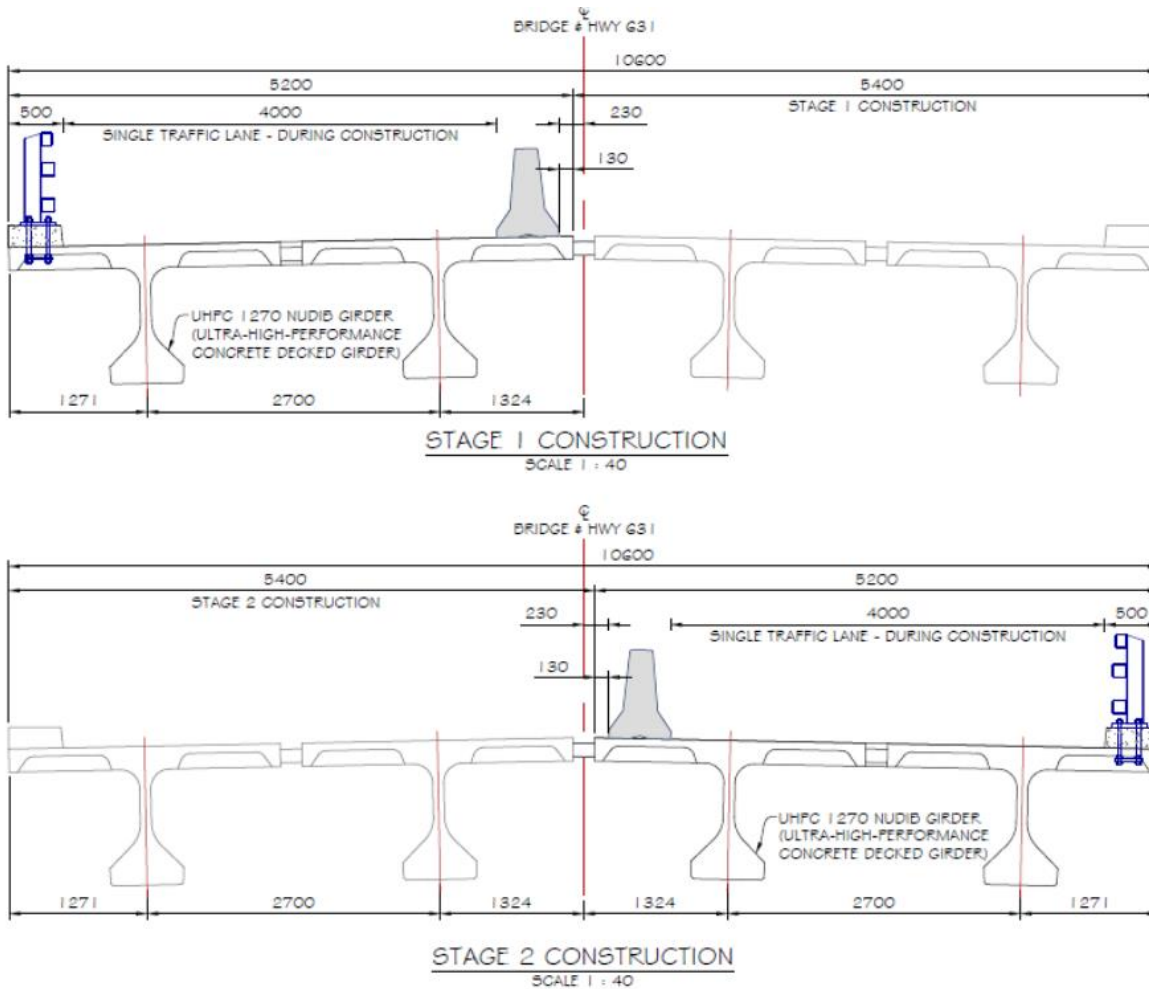 ℄
BRIDGE & HWY 631
10600
5200
5400
500
4000
230
STAGE 1 CONSTRUCTION
SINGLE TRAFFIC LANE - DURING CONSTRUCTION
130
UHPC 1270 NUDIB GIRDER
(ULTRA-HIGH-PERFORMANCE
CONCRETE DECKED GIRDER)
1271
2700
1324
STAGE 1 CONSTRUCTION
SCALE 1 : 40
℄
BRIDGE & HWY 631
10600
5400
5200
STAGE 2 CONSTRUCTION
230
4000
500
SINGLE TRAFFIC LANE - DURING CONSTRUCTION
130
UHPC 1270 NUDIB GIRDER
(ULTRA-HIGH-PERFORMANCE
CONCRETE DECKED GIRDER)
1271
2700
1324
1324
2700
1271
STAGE 2 CONSTRUCTION
SCALE 1 : 40